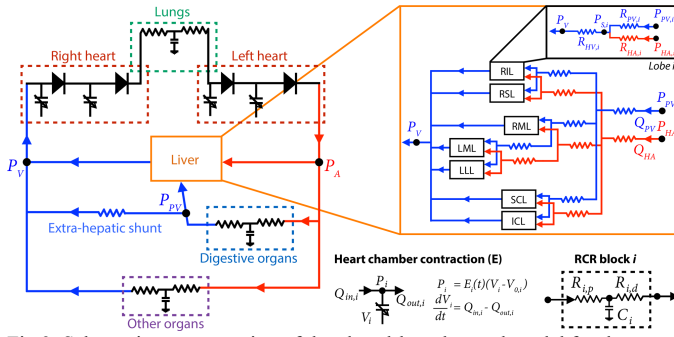 Lungs
Right heart
Left heart
P_V
Liver
P_A
P_PV
Extra-hepatic shunt
Digestive organs
Other organs
P_V
P_S,i
R_PV,i
P_PV,i
R_HV,i
R_HA,i
P_HA,i
Lobe i
RIL
RSL
RML
LML
LLL
SCL
ICL
P_V
Q_PV
Q_HA
Heart chamber contraction (E)
Q_in,i
P_i
Q_out,i
V_i
P_i = E_i(t)(V_i-V_0,i)
dV_i/dt = Q_in,i - Q_out,i
RCR block i
R_i,p
R_i,d
C_i